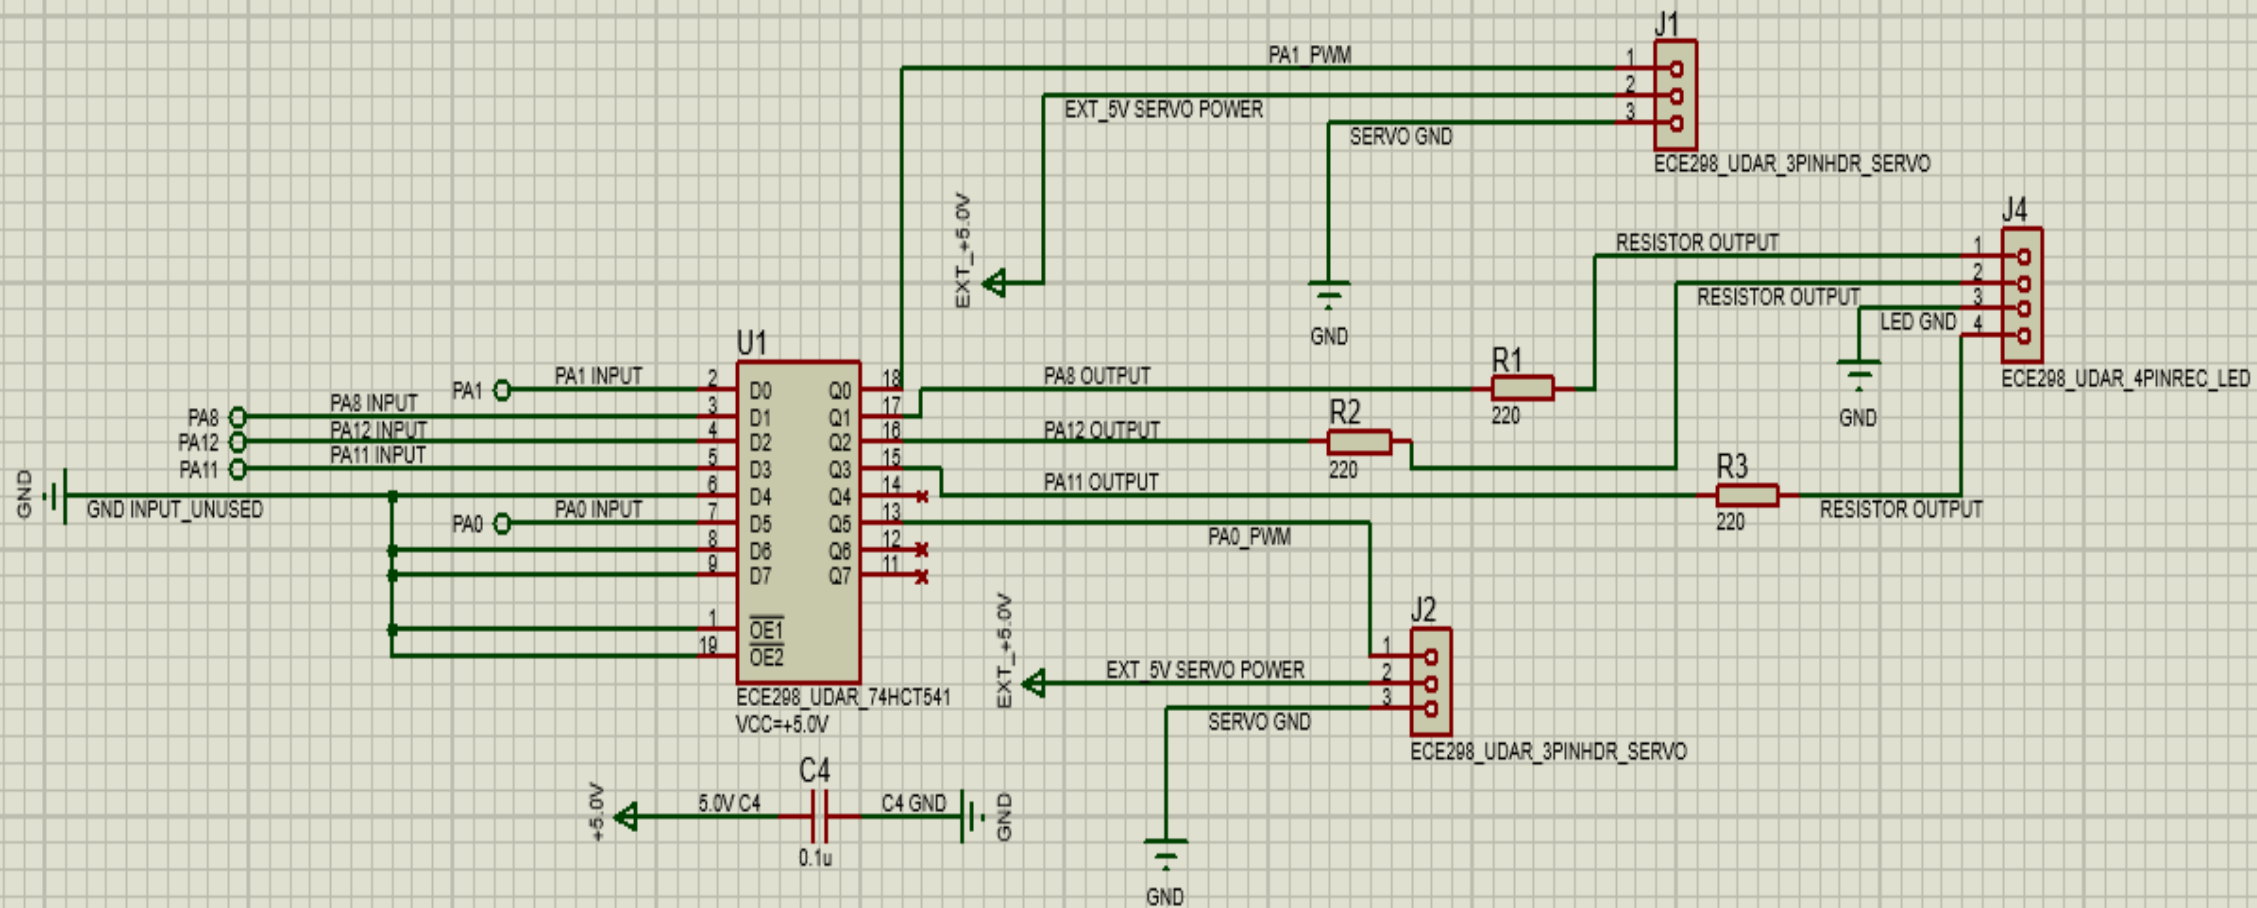 J1
PA1_PWM
1
EXT_5V SERVO POWER
2
SERVO GND
3
ECE298_UDAR_3PINHDR_SERVO
EXT_+5.0V
GND
J4
RESISTOR OUTPUT
1
RESISTOR OUTPUT
2
LED GND
3
4
ECE298_UDAR_4PINREC_LED
GND
U1
PA1
PA1 INPUT
2
D0
Q0
18
PA8 OUTPUT
R1
220
PA8
PA8 INPUT
3
D1
Q1
17
PA12
PA12 INPUT
4
D2
Q2
16
PA12 OUTPUT
R2
220
PA11
PA11 INPUT
5
D3
Q3
15
PA11 OUTPUT
R3
220
RESISTOR OUTPUT
GND
GND INPUT_UNUSED
6
D4
Q4
14
PA0
PA0 INPUT
7
D5
Q5
13
PA0_PWM
8
D6
Q6
12
9
D7
Q7
11
1
OE1
19
OE2
ECE298_UDAR_74HCT541
VCC=+5.0V
J2
1
EXT_+5.0V
EXT_5V SERVO POWER
2
SERVO GND
3
ECE298_UDAR_3PINHDR_SERVO
GND
C4
+5.0V
5.0V C4
C4 GND
GND
0.1u